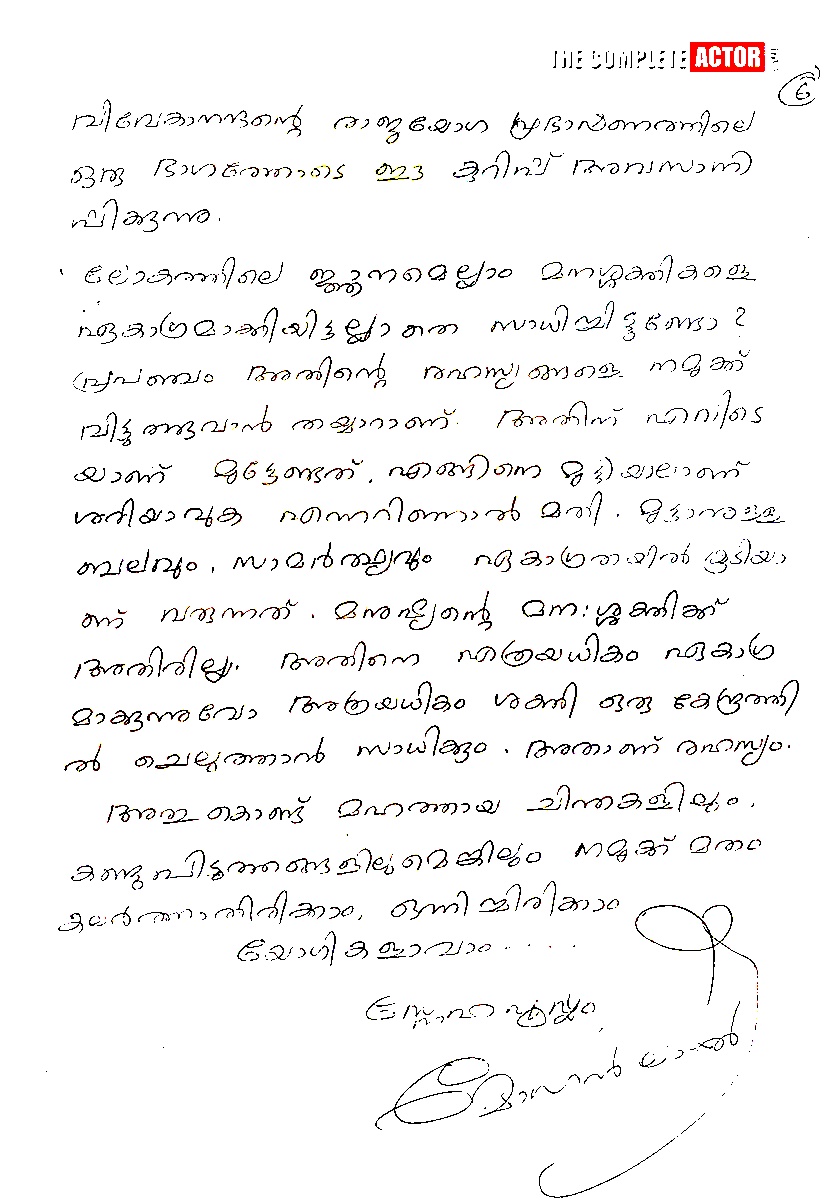 THE COMPLETE ACTOR
6
വിവേകാനന്ദന്റെ രാജയോഗ പ്രഭാഷണത്തിലെ
ഒരു ഭാഗത്തോടെ ഈ കുറിപ്പ് അവസാനി
പ്പിക്കുന്നു.
' ലോകത്തിലെ ജ്ഞാനമെല്ലാം മനശ്ശക്തികളെ
ഏകാഗ്രമാക്കിയിട്ടല്ലാതെ സാധിച്ചിട്ടുണ്ടോ?
പ്രപഞ്ചം അതിന്റെ രഹസ്യങ്ങളെ നമുക്ക്
വിട്ടുതരുവാൻ തയ്യാറാണ്. അതിന് എവിടെ
യാണ് മുട്ടേണ്ടത്, എങ്ങിനെ മുട്ടിയാലാണ്
ശരിയാവുക എന്നറിഞ്ഞാൽ മതി. മുട്ടാനുള്ള
ബലവും, സാമർത്ഥ്യവും ഏകാഗ്രതയിൽ കൂടിയാ
ണ് വരുന്നത്. മനുഷ്യന്റെ മനഃശ്ശക്തിക്ക്
അതിരില്ല. അതിനെ എത്രയധികം ഏകാഗ്ര
മാക്കുന്നുവോ അത്രയധികം ശക്തി ഒരു കേന്ദ്രത്തി
ൽ ചെലുത്താൻ സാധിക്കും. അതാണ് രഹസ്യം.
അതുകൊണ്ട് മഹത്തായ ചിന്തകളിലും,
കണ്ടുപിടുത്തങ്ങളിലുമെങ്കിലും നമുക്ക് മതം
കലർത്താതിരിക്കാം, ഒന്നിച്ചിരിക്കാം
യോഗികളാവാം.....
സ്നേഹപൂർവ്വം
മോഹൻലാൽ